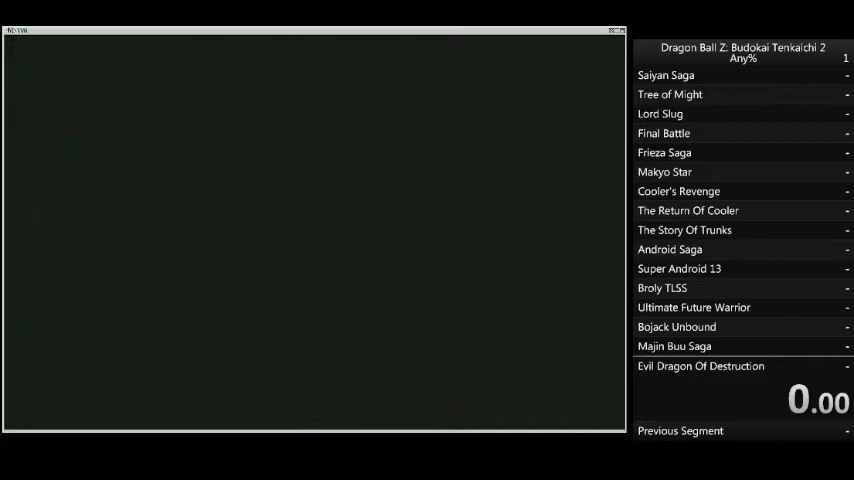 Dragon Ball Z: Budokai Tenkaichi 2
Any% 1
Saiyan Saga -
Tree of Might -
Lord Slug -
Final Battle -
Frieza Saga -
Makyo Star -
Cooler's Revenge -
The Return Of Cooler -
The Story Of Trunks -
Android Saga -
Super Android 13 -
Broly TLSS -
Ultimate Future Warrior -
Bojack Unbound -
Majin Buu Saga -
Evil Dragon Of Destruction -
0.00
Previous Segment -